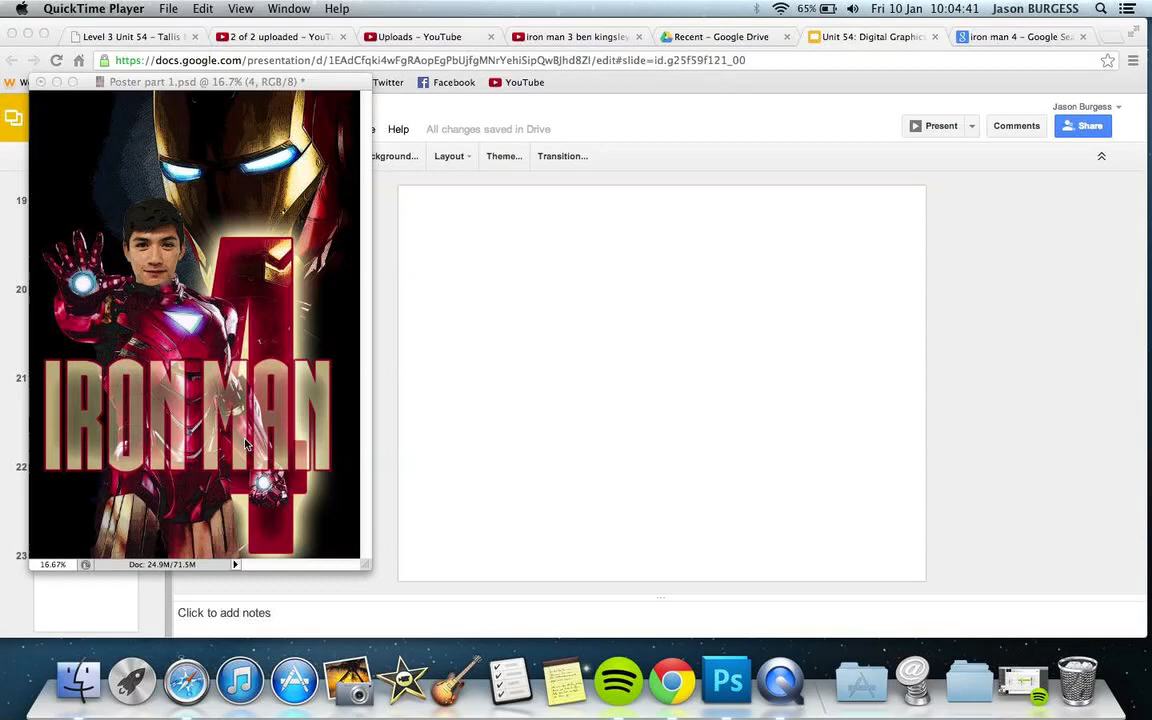 QuickTime Player File Edit View Window Help 65% Fri 10 Jan 10:04:41 Jason BURGESS
Level 3 Unit 54 – Tallis 2 of 2 uploaded – YouT Uploads – YouTube iron man 3 ben kingsley Recent – Google Drive Unit 54: Digital Graphics iron man 4 – Google Sea
https://docs.google.com/presentation/d/1EAdCfqki4wFgRAopEgPbUjfgMNrYehiSipQwBJhd8ZI/edit#slide=id.g25f59f121_00
Poster part 1.psd @ 16.7% (4, RGB/8) *
Twitter Facebook YouTube
Jason Burgess
Help All changes saved in Drive
Present Comments Share
ckground... Layout Theme... Transition...
19
20
21
22
23
4
IRON MAN
16.67% Doc: 24.9M/71.5M
Click to add notes
Ps